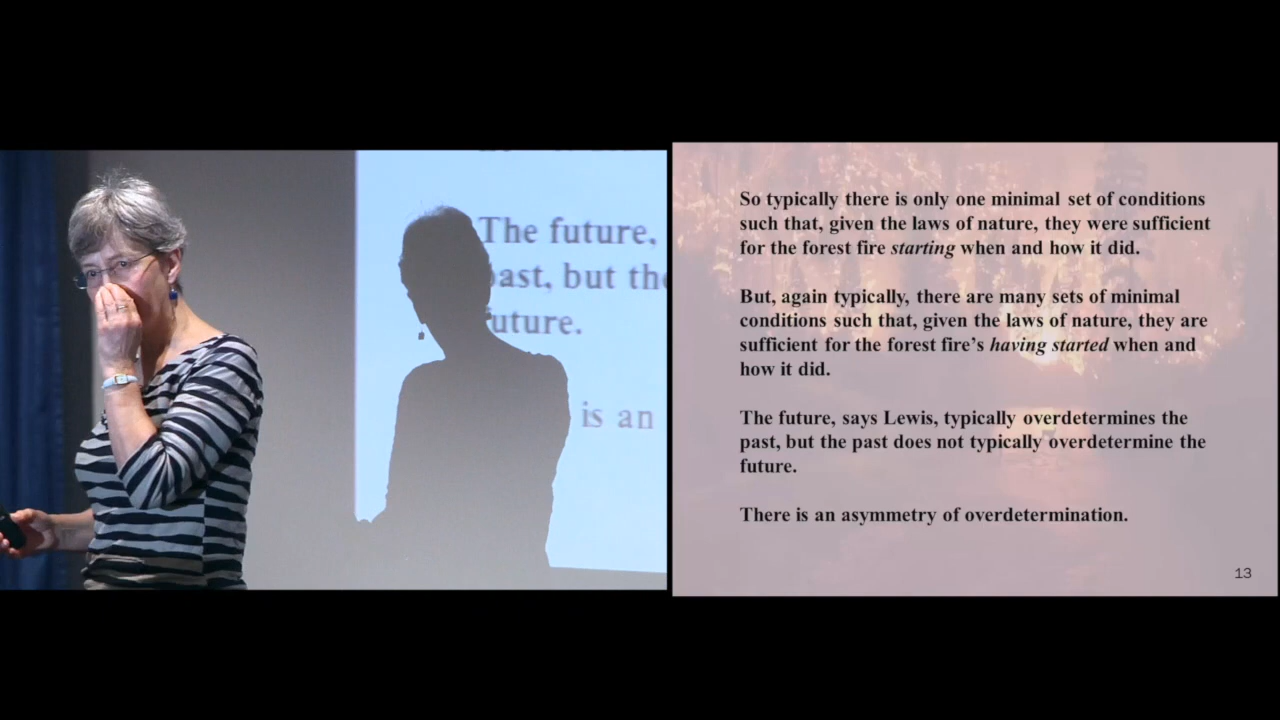 The future,
past, but the
future.
is an
So typically there is only one minimal set of conditions
such that, given the laws of nature, they were sufficient
for the forest fire starting when and how it did.
But, again typically, there are many sets of minimal
conditions such that, given the laws of nature, they are
sufficient for the forest fire’s having started when and
how it did.
The future, says Lewis, typically overdetermines the
past, but the past does not typically overdetermine the
future.
There is an asymmetry of overdetermination.
13